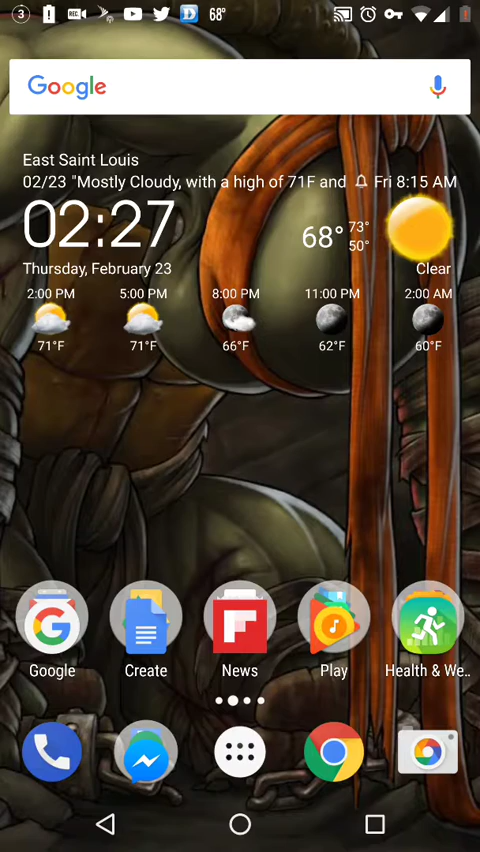 3 REC D 68°
Google
East Saint Louis
02/23 "Mostly Cloudy, with a high of 71F and Fri 8:15 AM
02:27
68° 73°
50°
Thursday, February 23 Clear
2:00 PM 5:00 PM 8:00 PM 11:00 PM 2:00 AM
71°F 71°F 66°F 62°F 60°F
G
Google Create News Play Health & We..